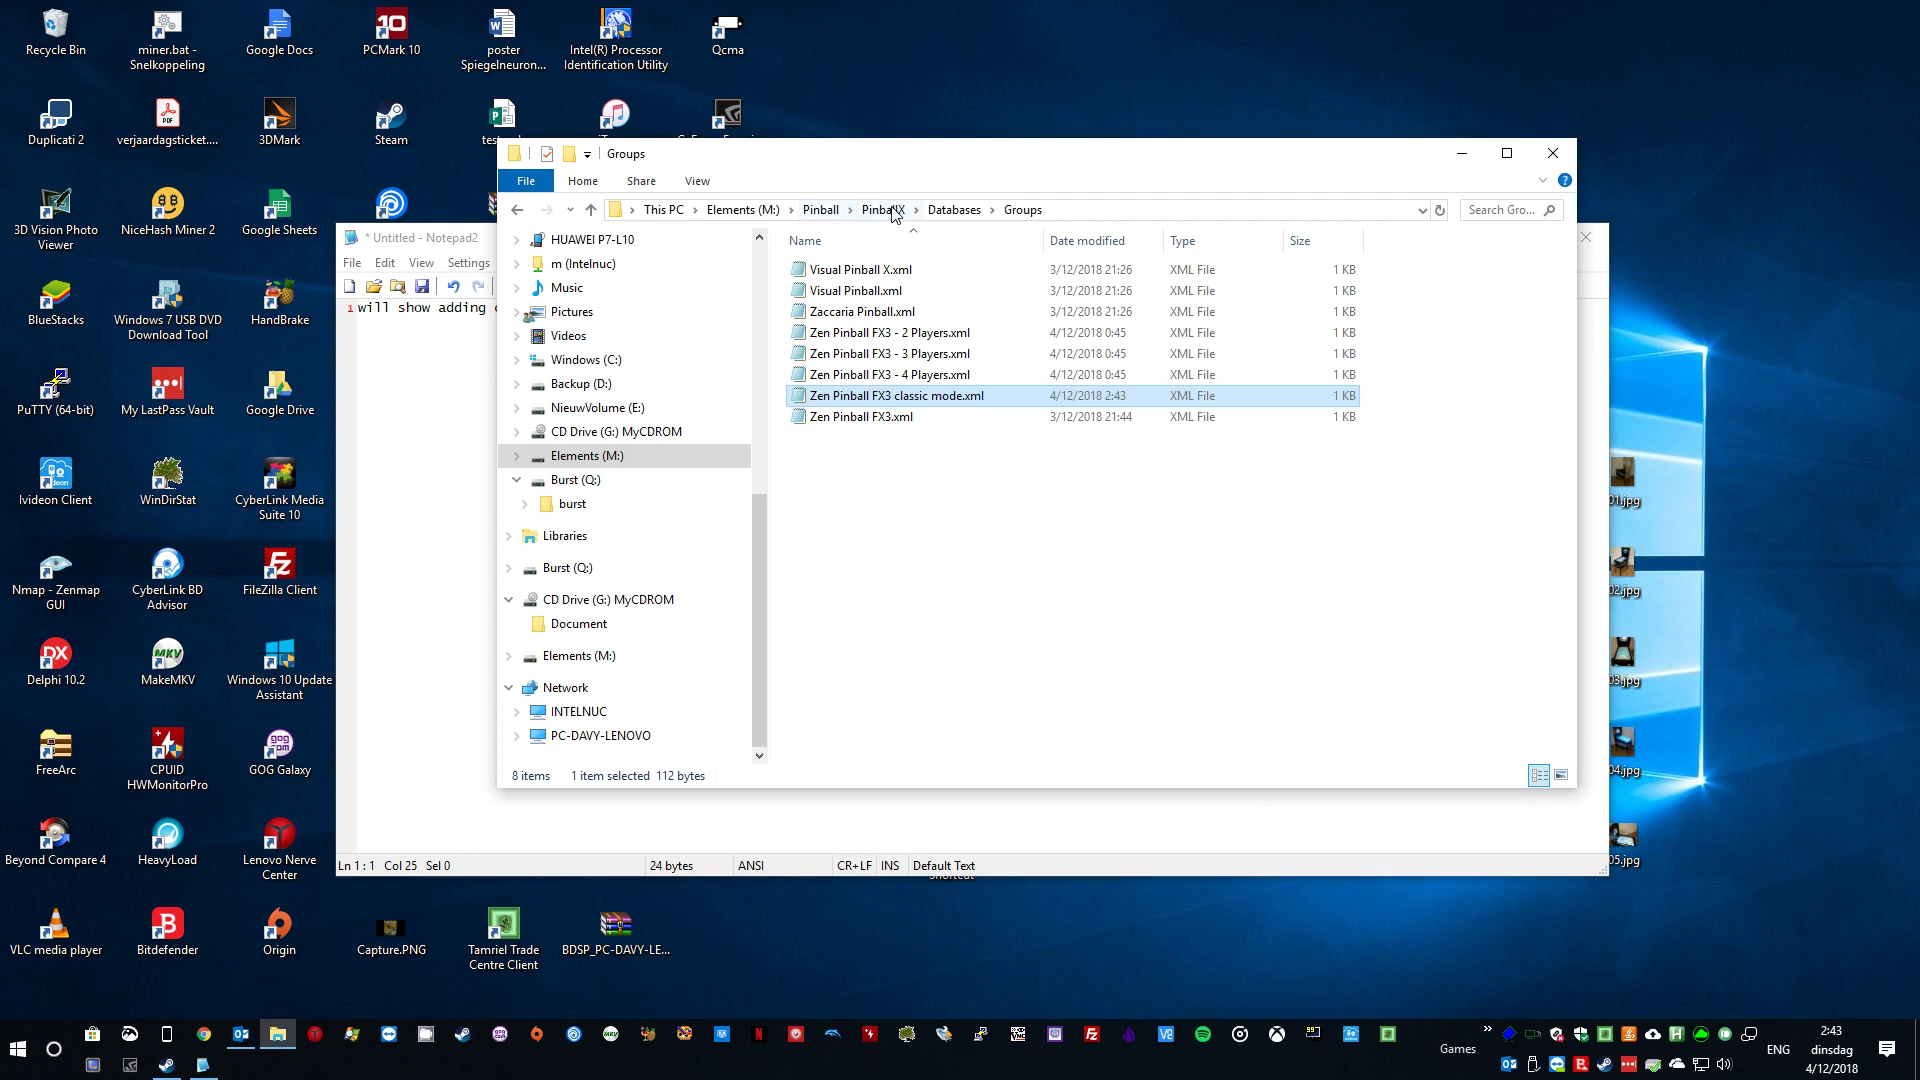 Recycle Bin
miner.bat -
Snelkoppeling
Google Docs
PCMark 10
poster
Spiegelneuron...
Intel(R) Processor
Identification Utility
Qcma
Duplicati 2
verjaardagsticket....
3DMark
Steam
3D Vision Photo
Viewer
NiceHash Miner 2
Google Sheets
BlueStacks
Windows 7 USB DVD
Download Tool
HandBrake
PuTTY (64-bit)
My LastPass Vault
Google Drive
Ivideon Client
WinDirStat
CyberLink Media
Suite 10
Nmap - Zenmap
GUI
CyberLink BD
Advisor
FileZilla Client
Delphi 10.2
MakeMKV
Windows 10 Update
Assistant
FreeArc
CPUID
HWMonitorPro
GOG Galaxy
Beyond Compare 4
HeavyLoad
Lenovo Nerve
Center
VLC media player
Bitdefender
Origin
Capture.PNG
Tamriel Trade
Centre Client
BDSP_PC-DAVY-LE...
* Untitled - Notepad2
File Edit View Settings
1 will show adding
Ln 1 : 1 Col 25 Sel 0 24 bytes ANSI CR+LF INS Default Text
Groups
File Home Share View
This PC Elements (M:) Pinball PinballX Databases Groups
Search Gro...
HUAWEI P7-L10
m (Intelnuc)
Music
Pictures
Videos
Windows (C:)
Backup (D:)
NieuwVolume (E:)
CD Drive (G:) MyCDROM
Elements (M:)
Burst (Q:)
burst
Libraries
Burst (Q:)
CD Drive (G:) MyCDROM
Document
Elements (M:)
Network
INTELNUC
PC-DAVY-LENOVO
Name Date modified Type Size
Visual Pinball X.xml 3/12/2018 21:26 XML File 1 KB
Visual Pinball.xml 3/12/2018 21:26 XML File 1 KB
Zaccaria Pinball.xml 3/12/2018 21:26 XML File 1 KB
Zen Pinball FX3 - 2 Players.xml 4/12/2018 0:45 XML File 1 KB
Zen Pinball FX3 - 3 Players.xml 4/12/2018 0:45 XML File 1 KB
Zen Pinball FX3 - 4 Players.xml 4/12/2018 0:45 XML File 1 KB
Zen Pinball FX3 classic mode.xml 4/12/2018 2:43 XML File 1 KB
Zen Pinball FX3.xml 3/12/2018 21:44 XML File 1 KB
8 items 1 item selected 112 bytes
01.jpg
02.jpg
03.jpg
04.jpg
05.jpg
Games
ENG
2:43
dinsdag
4/12/2018